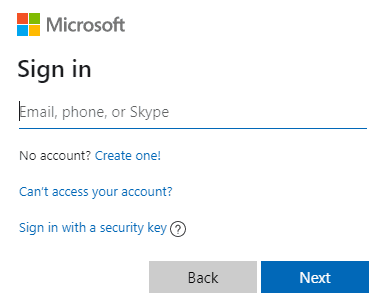 Microsoft
Sign in
Email, phone, or Skype
No account? Create one!
Can't access your account?
Sign in with a security key ?
Back Next